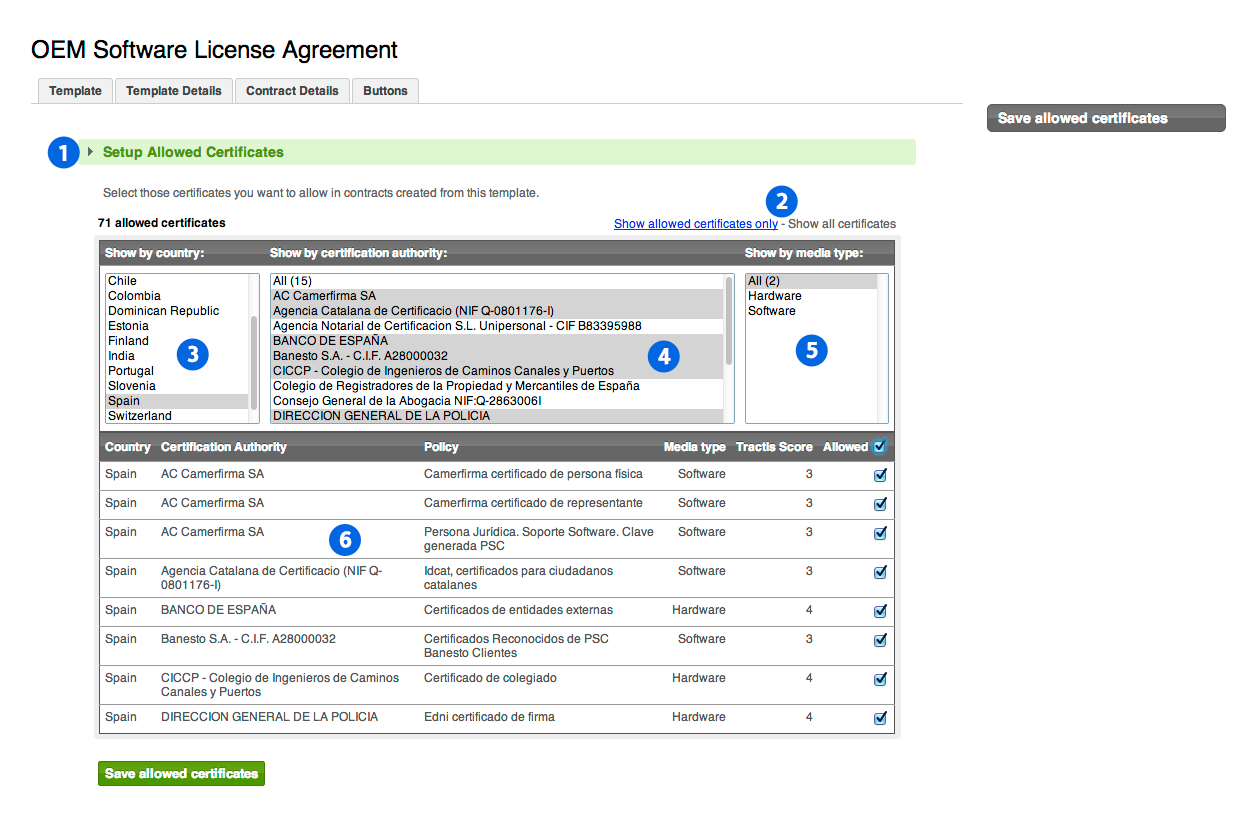 OEM Software License Agreement
Template Template Details Contract Details Buttons
Save allowed certificates
1 Setup Allowed Certificates
Select those certificates you want to allow in contracts created from this template.
2
71 allowed certificates Show allowed certificates only - Show all certificates
Show by country: Show by certification authority: Show by media type:
Chile
Colombia
Dominican Republic
Estonia
Finland
India
Portugal
Slovenia
Spain
Switzerland
3
All (15)
AC Camerfirma SA
Agencia Catalana de Certificacio (NIF Q-0801176-I)
Agencia Notarial de Certificacion S.L. Unipersonal - CIF B83395988
BANCO DE ESPAÑA
Banesto S.A. - C.I.F. A28000032
CICCP - Colegio de Ingenieros de Caminos Canales y Puertos
Colegio de Registradores de la Propiedad y Mercantiles de España
Consejo General de la Abogacia NIF:Q-2863006I
DIRECCION GENERAL DE LA POLICIA
4
All (2)
Hardware
Software
5
Country Certification Authority Policy Media type Tractis Score Allowed
Spain AC Camerfirma SA Camerfirma certificado de persona física Software 3
Spain AC Camerfirma SA Camerfirma certificado de representante Software 3
Spain AC Camerfirma SA Persona Jurídica. Soporte Software. Clave Software 3
generada PSC
6
Spain Agencia Catalana de Certificacio (NIF Q- Idcat, certificados para ciudadanos Software 3
0801176-I) catalanes
Spain BANCO DE ESPAÑA Certificados de entidades externas Hardware 4
Spain Banesto S.A. - C.I.F. A28000032 Certificados Reconocidos de PSC Software 3
Banesto Clientes
Spain CICCP - Colegio de Ingenieros de Caminos Certificado de colegiado Hardware 4
Canales y Puertos
Spain DIRECCION GENERAL DE LA POLICIA Edni certificado de firma Hardware 4
Save allowed certificates